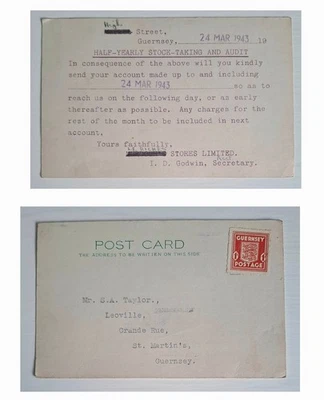 High Street,
Guernsey, 24 MAR 1943 19
HALF-YEARLY STOCK-TAKING AND AUDIT
In consequence of the above will you kindly
send your account made up to and including
24 MAR 1943 so as to
reach us on the following day, or as early
thereafter as possible. Any charges for the
rest of the month to be included in next
account.
Yours faithfully,
STORES LIMITED.
I. D. Godwin, Secretary.
POST CARD
THE ADDRESS TO BE WRITTEN ON THIS SIDE
GUERNSEY
POSTAGE
Mr. E.A. Taylor.,
Leoville,
Grande Rue,
St. Martin's,
Guernsey.